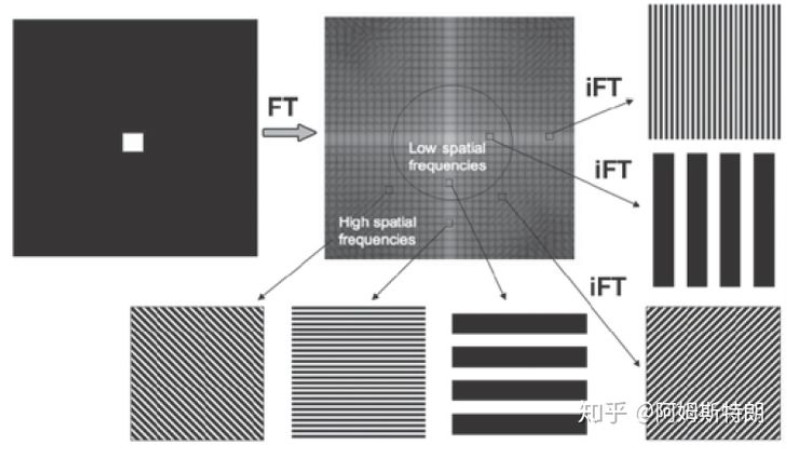 FT
iFT
Low spatial
frequencies
iFT
High spatial
frequencies
iFT
知乎 @阿姆斯特朗